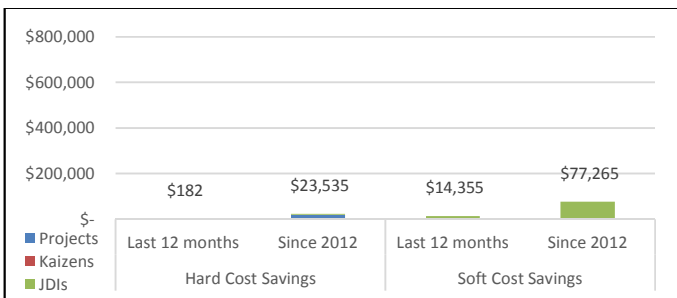 $800,000
$600,000
$400,000
$200,000
$-
$182
$23,535
$14,355
$77,265
Last 12 months
Since 2012
Last 12 months
Since 2012
Hard Cost Savings
Soft Cost Savings
Projects
Kaizens
JDIs